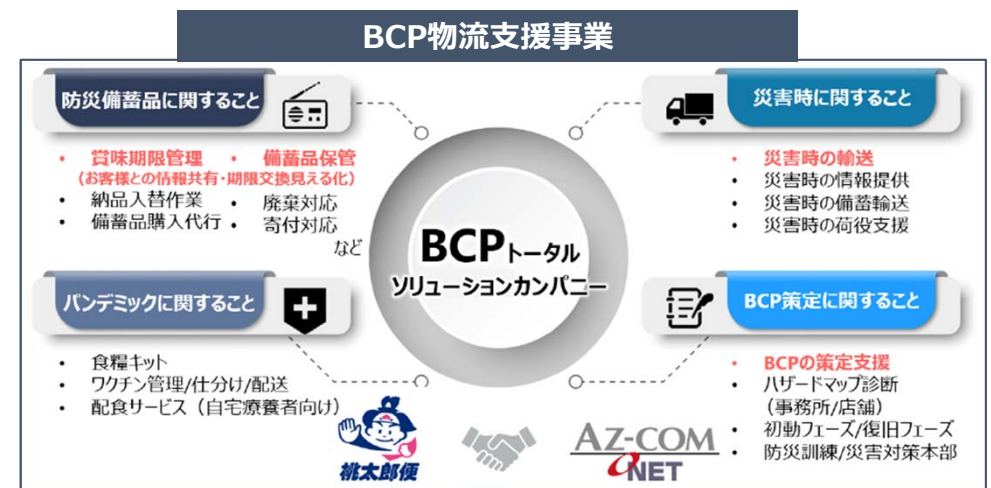 BCP物流支援事業
防災備蓄品に関すること
・ 賞味期限管理 ・ 備蓄品保管
(お客様との情報共有・期限交換見える化)
・ 納品入替作業 ・ 廃棄対応
・ 備蓄品購入代行 ・ 寄付対応
など
災害時に関すること
・ 災害時の輸送
・ 災害時の情報提供
・ 災害時の備蓄輸送
・ 災害時の荷役支援
BCPトータル
ソリューションカンパニー
パンデミックに関すること
・ 食糧キット
・ ワクチン管理/仕分け/配送
・ 配食サービス（自宅療養者向け）
BCP策定に関すること
・ BCPの策定支援
・ ハザードマップ診断
（事務所/店舗）
・ 初動フェーズ/復旧フェーズ
・ 防災訓練/災害対策本部
桃太郎便
AZ-COM
NET